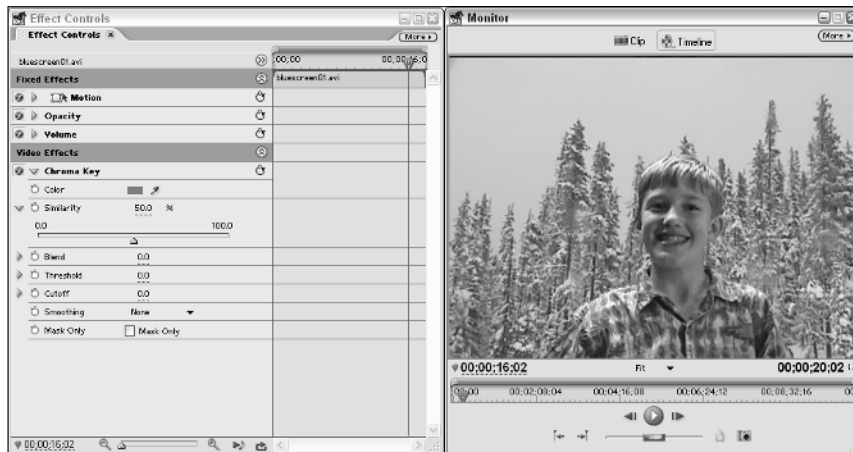 Effect Controls
Effect Controls
More
bluescreen01.avi
;00;00
00;00;16;0
Fixed Effects
bluescreen01.avi
Motion
Opacity
Volume
Video Effects
Chroma Key
Color
Similarity 50.0 %
0.0 100.0
Blend 0.0
Threshold 0.0
Cutoff 0.0
Smoothing None
Mask Only Mask Only
00;00;16;02
Monitor
Clip Timeline
More
00;00;16;02 Fit 00;00;20;02
00;00 00;02;08;04 00;04;16;08 00;06;24;12 00;08;32;16 00